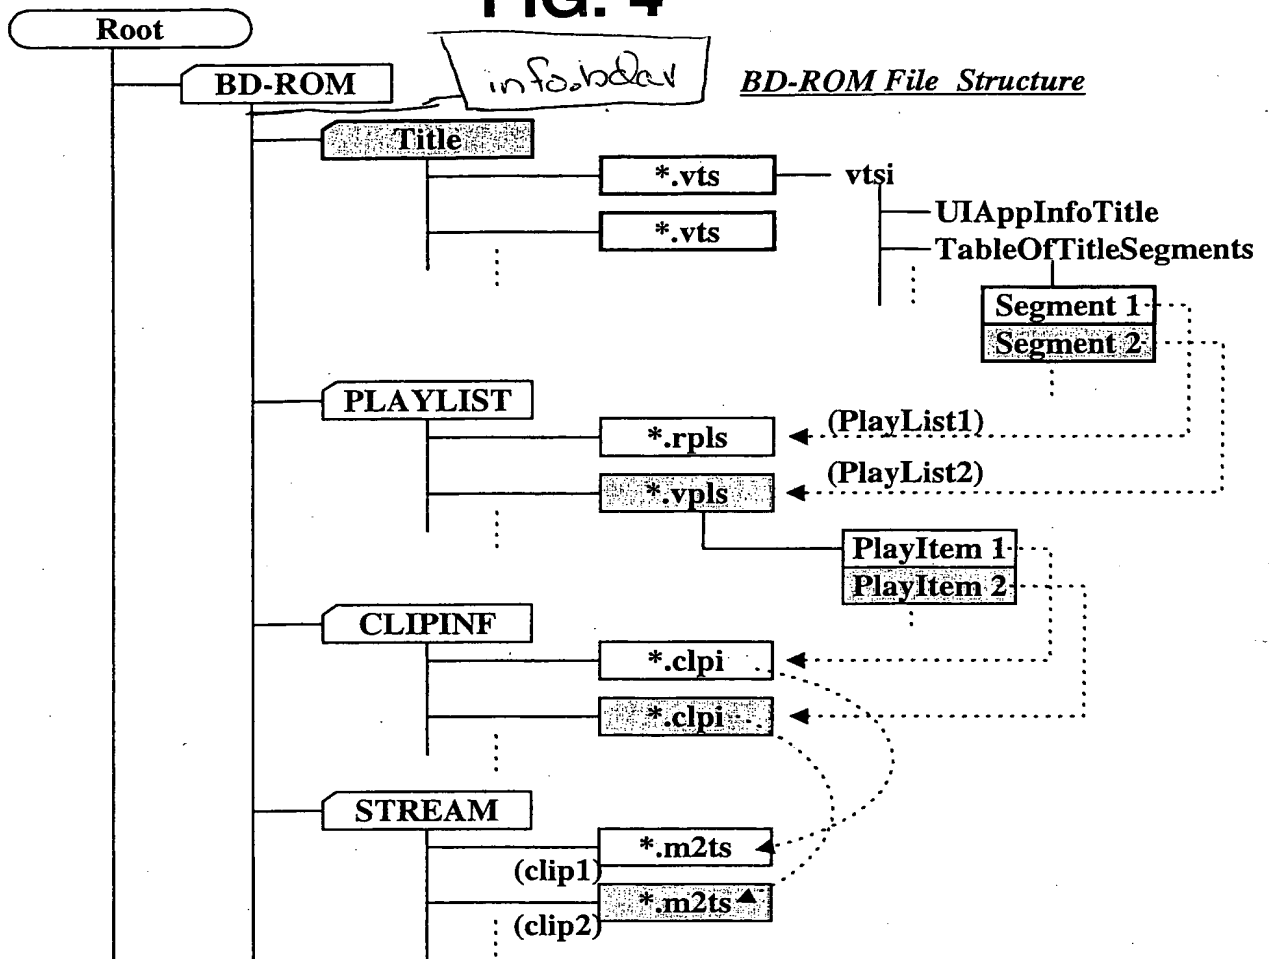 FIG. 4
Root
BD-ROM
info.bdav
BD-ROM File Structure
Title
*.vts
vtsi
UIAppInfoTitle
*.vts
TableOfTitleSegments
Segment 1
Segment 2
PLAYLIST
*.rpls
(PlayList1)
*.vpls
(PlayList2)
PlayItem 1
PlayItem 2
CLIPINF
*.clpi
*.clpi
STREAM
*.m2ts
(clip1)
*.m2ts
(clip2)